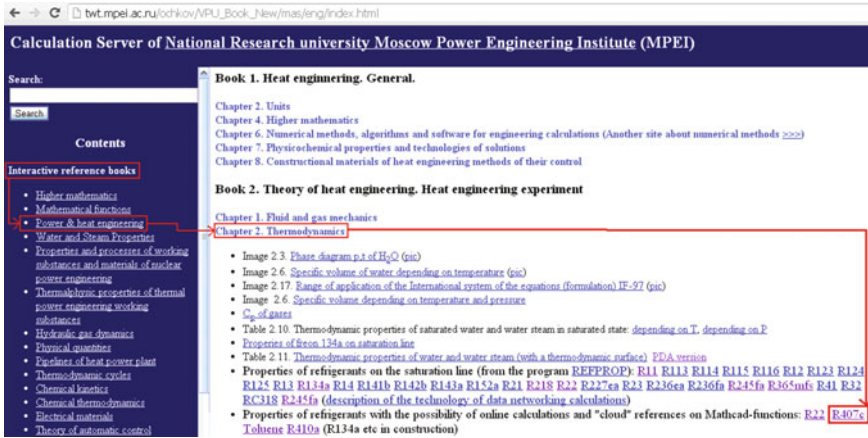 twt.mpei.ac.ru/ochkov/VPU_Book_New/mas/eng/index.html
Calculation Server of National Research university Moscow Power Engineering Institute (MPEI)
Search:
Search
Contents
Interactive reference books
• Higher mathematics
• Mathematical functions
• Power & heat engineering
• Water and Steam Properties
• Properties and processes of working
substances and materials of nuclear
power engineering
• Thermalphysic properties of thermal
power engineering working
substances
• Hydraulic gas dynamics
• Physical quantities
• Pipelines of heat power plant
• Thermodynamic cycles
• Chemical kinetics
• Chemical thermodynamics
• Electrical materials
• Theory of automatic control
Book 1. Heat enginnering. General.
Chapter 2. Units
Chapter 4. Higher mathematics
Chapter 6. Numerical methods, algorithms and software for engineering calculations (Another site about numerical methods >>>)
Chapter 7. Physicochemical properties and technologies of solutions
Chapter 8. Constructional materials of heat engineering methods of their control
Book 2. Theory of heat engineering. Heat engineering experiment
Chapter 1. Fluid and gas mechanics
Chapter 2. Thermodynamics
• Image 2.3. Phase diagram p,t of H2O (pic)
• Image 2.6. Specific volume of water depending on temperature (pic)
• Image 2.17. Range of application of the International system of the equations (formulation) IF-97 (pic)
• Image 2.6. Specific volume depending on temperature and pressure
• Cp of gases
• Table 2.10. Thermodynamic properties of saturated water and water steam in saturated state: depending on T, depending on P
• Properies of freon 134a on saturation line
• Table 2.11. Thermodynamic properties of water and water steam (with a thermodynamic surface) PDA version
• Properties of refrigerants on the saturation line (from the program REFPROP): R11 R113 R114 R115 R116 R12 R123 R124
R125 R13 R134a R14 R141b R142b R143a R152a R21 R218 R22 R227ea R23 R236ea R236fa R245fa R365mfs R41 R32
RC318 R245fa (description of the technology of data networking calculations)
• Properties of refrigerants with the possibility of online calculations and "cloud" references on Mathcad-functions: R22 R407c
Toluene R410a (R134a etc in construction)